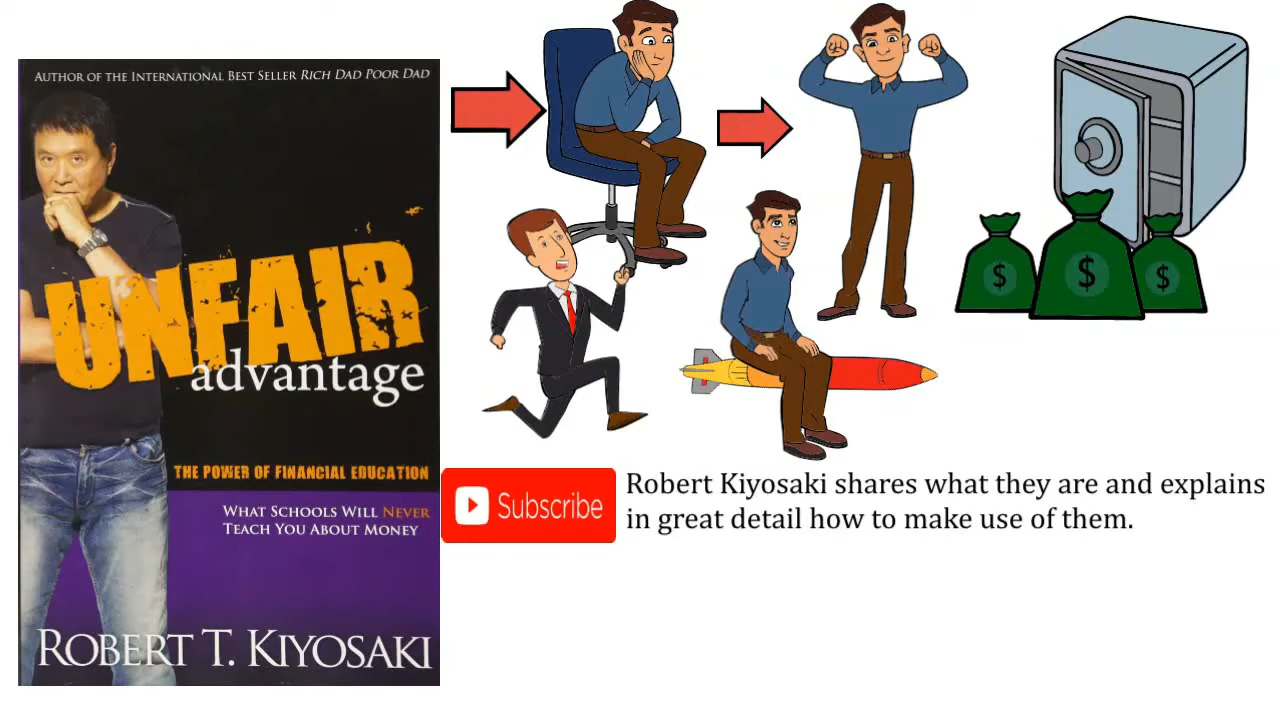 AUTHOR OF THE INTERNATIONAL BEST SELLER RICH DAD POOR DAD
UNFAIR
advantage
THE POWER OF FINANCIAL EDUCATION
WHAT SCHOOLS WILL NEVER
TEACH YOU ABOUT MONEY
ROBERT T. KIYOSAKI
$ $ $
Subscribe
Robert Kiyosaki shares what they are and explains
in great detail how to make use of them.